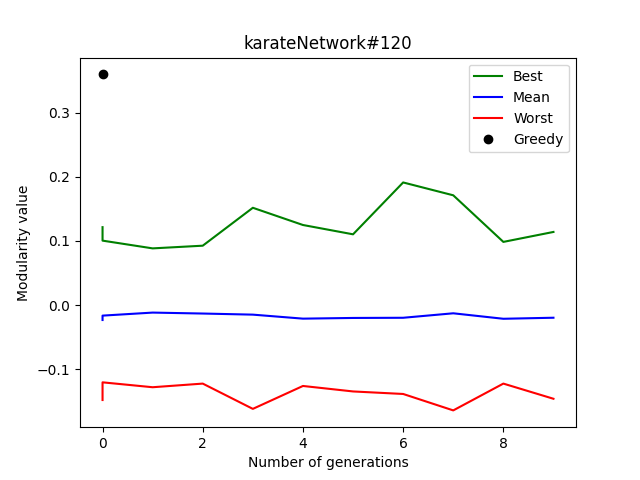 karateNetwork#120
Best
Mean
Worst
Greedy
Modularity value
0.3
0.2
0.1
0.0
−0.1
0 2 4 6 8
Number of generations